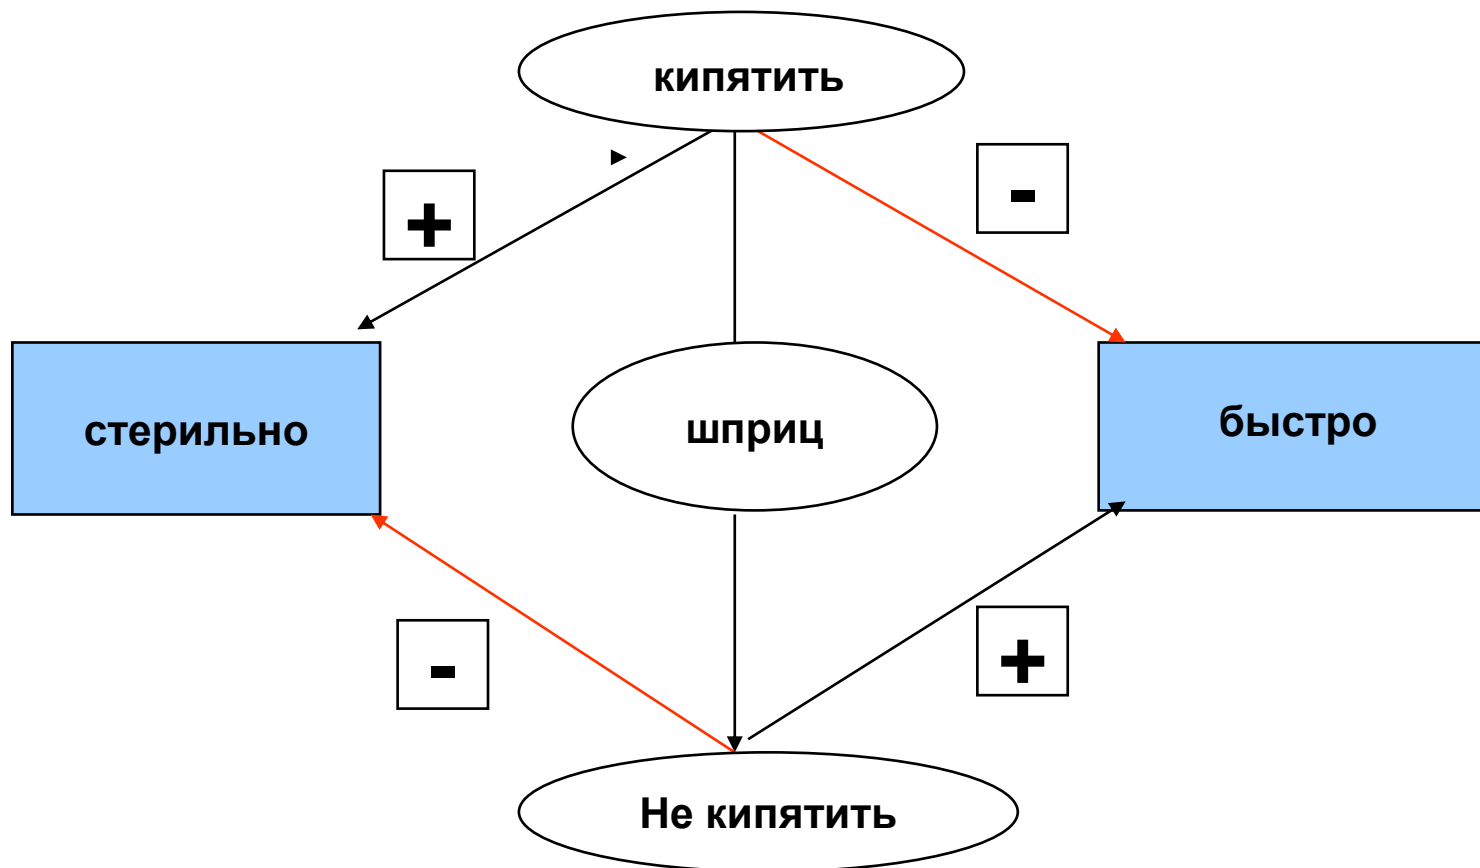 кипятить
+
-
стерильно
шприц
быстро
-
+
Не кипятить